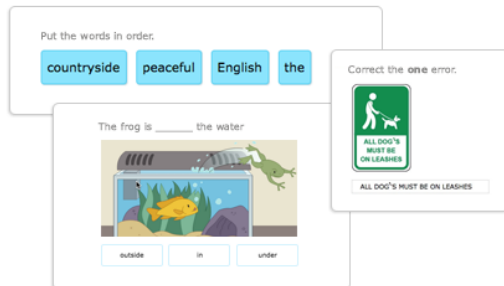 Put the words in order.
countryside peaceful English the
Correct the one error.
ALL DOG'S
MUST BE
ON LEASHES
ALL DOG'S MUST BE ON LEASHES
The frog is ______ the water
outside in under